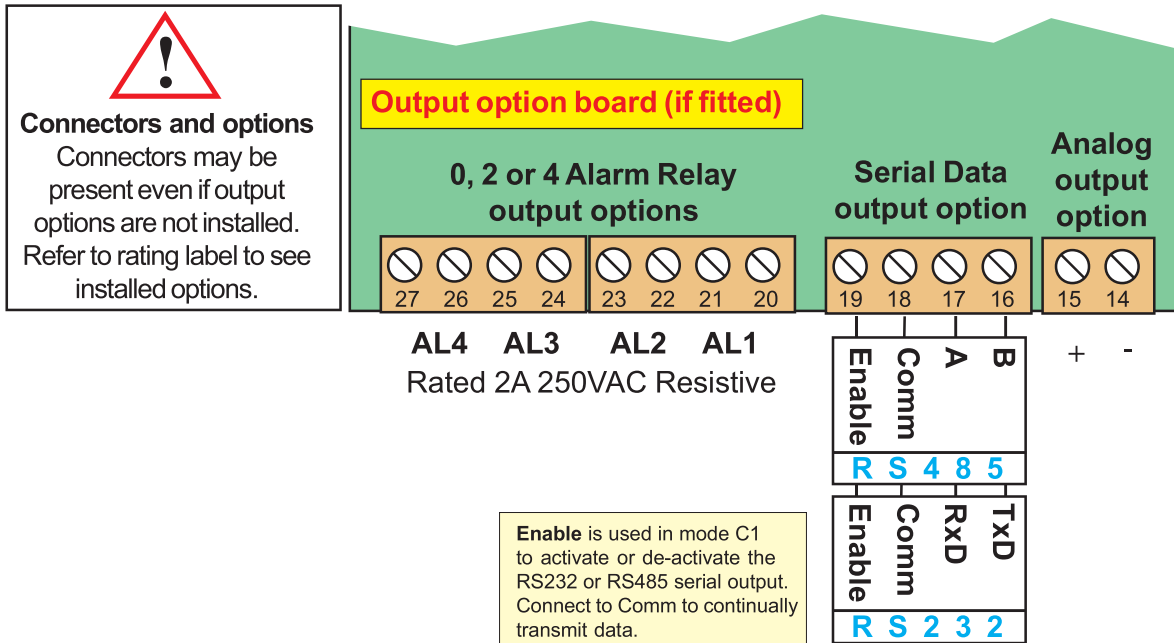 !
Connectors and options
Connectors may be
present even if output
options are not installed.
Refer to rating label to see
installed options.
Output option board (if fitted)
0, 2 or 4 Alarm Relay
output options
Serial Data
output option
Analog
output
option
27 26 25 24 23 22 21 20
19 18 17 16
15 14
AL4 AL3 AL2 AL1
Rated 2A 250VAC Resistive
+ -
Enable
Comm
A
B
R S 4 8 5
Enable
Comm
RxD
TxD
R S 2 3 2
Enable is used in mode C1
to activate or de-activate the
RS232 or RS485 serial output.
Connect to Comm to continually
transmit data.